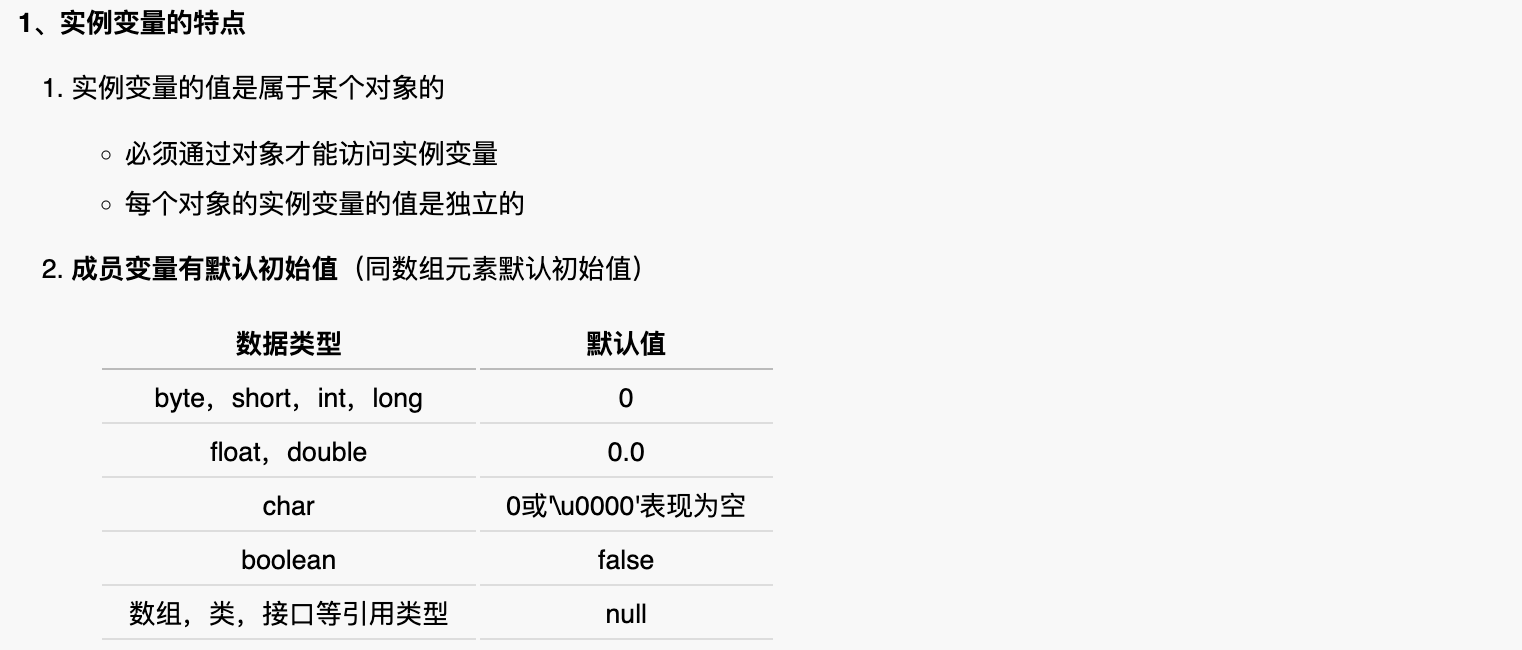 1、实例变量的特点
1. 实例变量的值是属于某个对象的
○ 必须通过对象才能访问实例变量
○ 每个对象的实例变量的值是独立的
2. 成员变量有默认初始值（同数组元素默认初始值）
数据类型 默认值
byte，short，int，long 0
float，double 0.0
char 0或'\u0000'表现为空
boolean false
数组，类，接口等引用类型 null